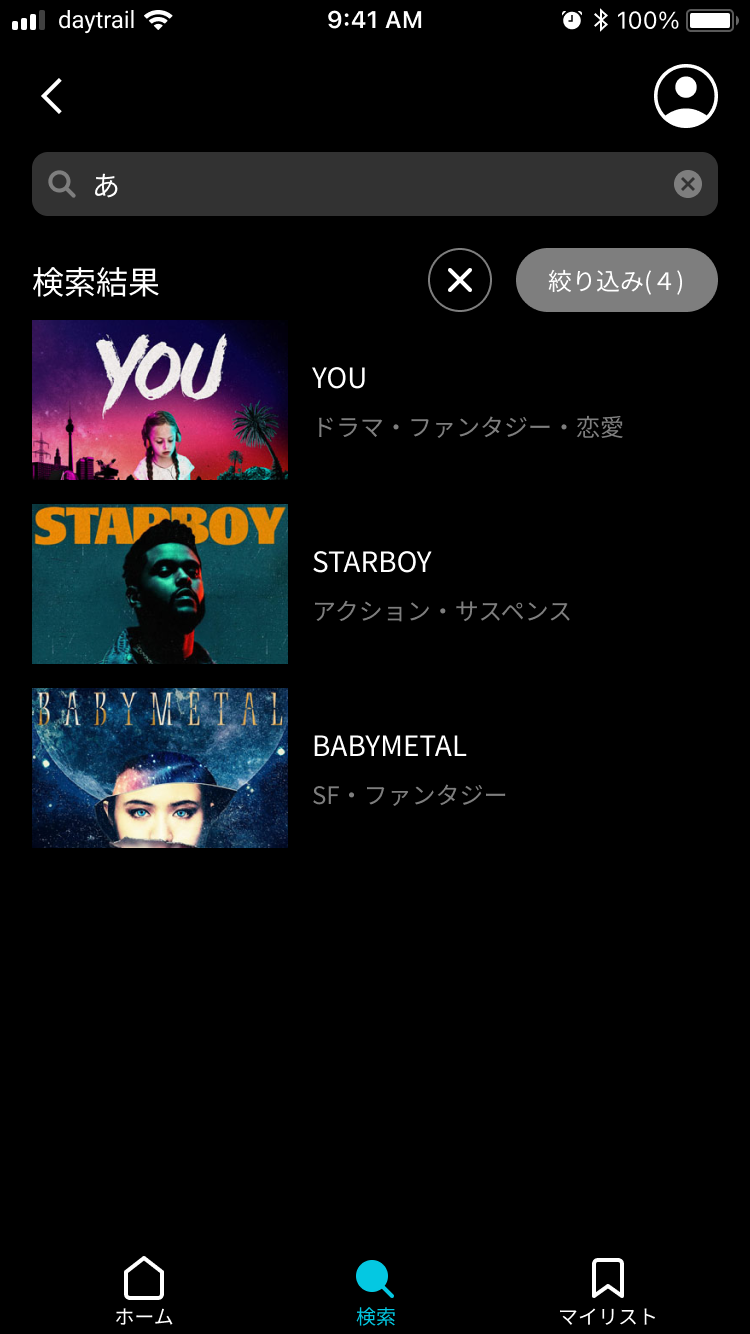 daytrail 9:41 AM 100%
あ
検索結果 絞り込み(４)
YOU
YOU
ドラマ・ファンタジー・恋愛
STARBOY
STARBOY
アクション・サスペンス
BABYMETAL
BABYMETAL
SF・ファンタジー
ホーム 検索 マイリスト